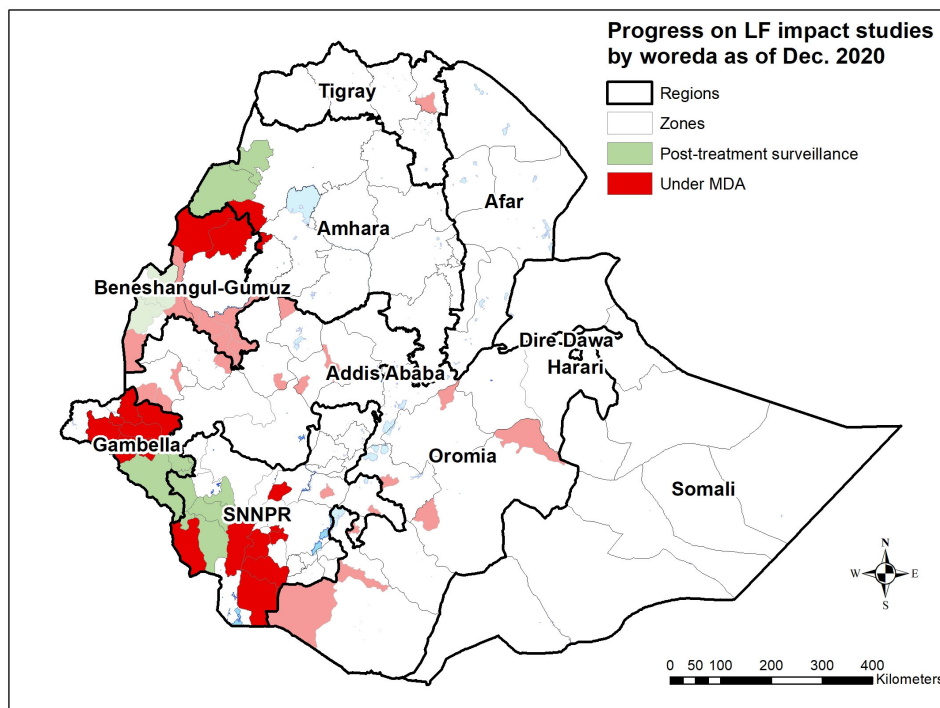 Progress on LF impact studies
by woreda as of Dec. 2020
Regions
Zones
Post-treatment surveillance
Under MDA
Tigray
Afar
Amhara
Beneshangul-Gumuz
Dire Dawa
Harari
Addis Ababa
Gambella
Oromia
Somali
SNNPR
N
W E
S
0 50 100 200 300 400
Kilometers